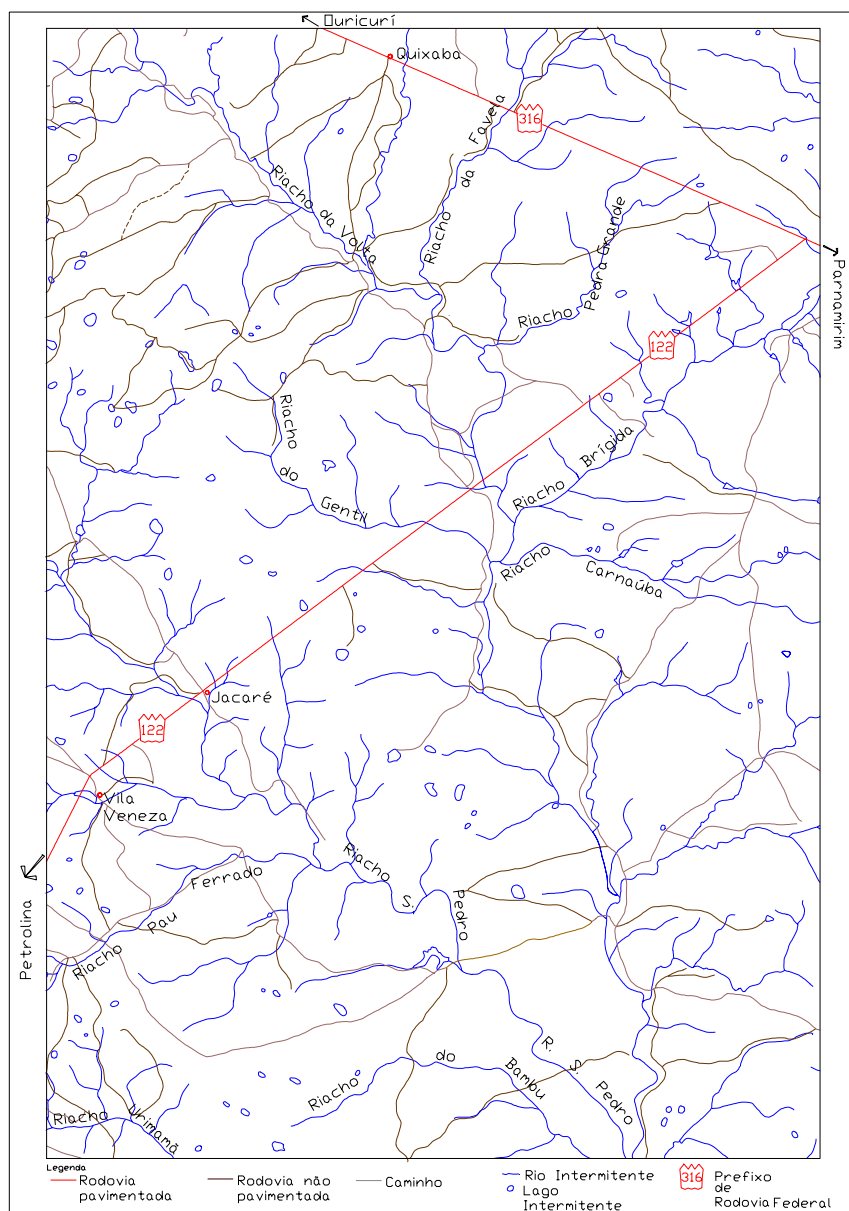 Ouricurí
Quixaba
316
Riacho da Favela
Riacho da Volta
Riacho Pedra Grande
Parnamirim
122
Riacho do Gentil
Riacho Brígida
Riacho Carnaúba
Jacaré
122
Vila
Veneza
Riacho S. Pedro
Riacho Pau Ferrado
Petrolina
R. S. Pedro
Riacho do Bambu
Riacho Urimamã
Legenda
Rodovia
pavimentada
Rodovia não
pavimentada
Caminho
Rio Intermitente
Lago
Intermitente
316
Prefixo
de
Rodovia Federal